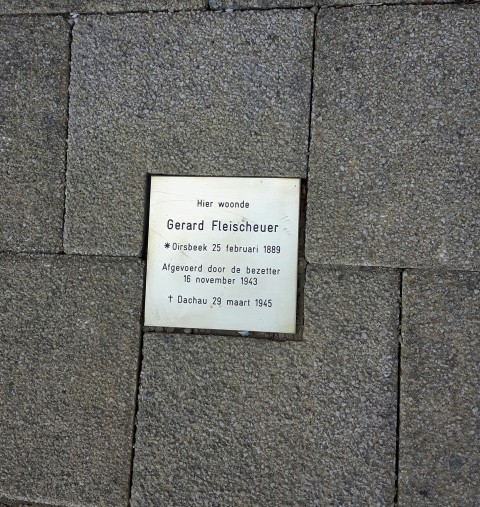 Hier woonde
Gerard Fleischeuer
* Oirsbeek 25 februari 1889
Afgevoerd door de bezetter
16 november 1943
† Dachau 29 maart 1945